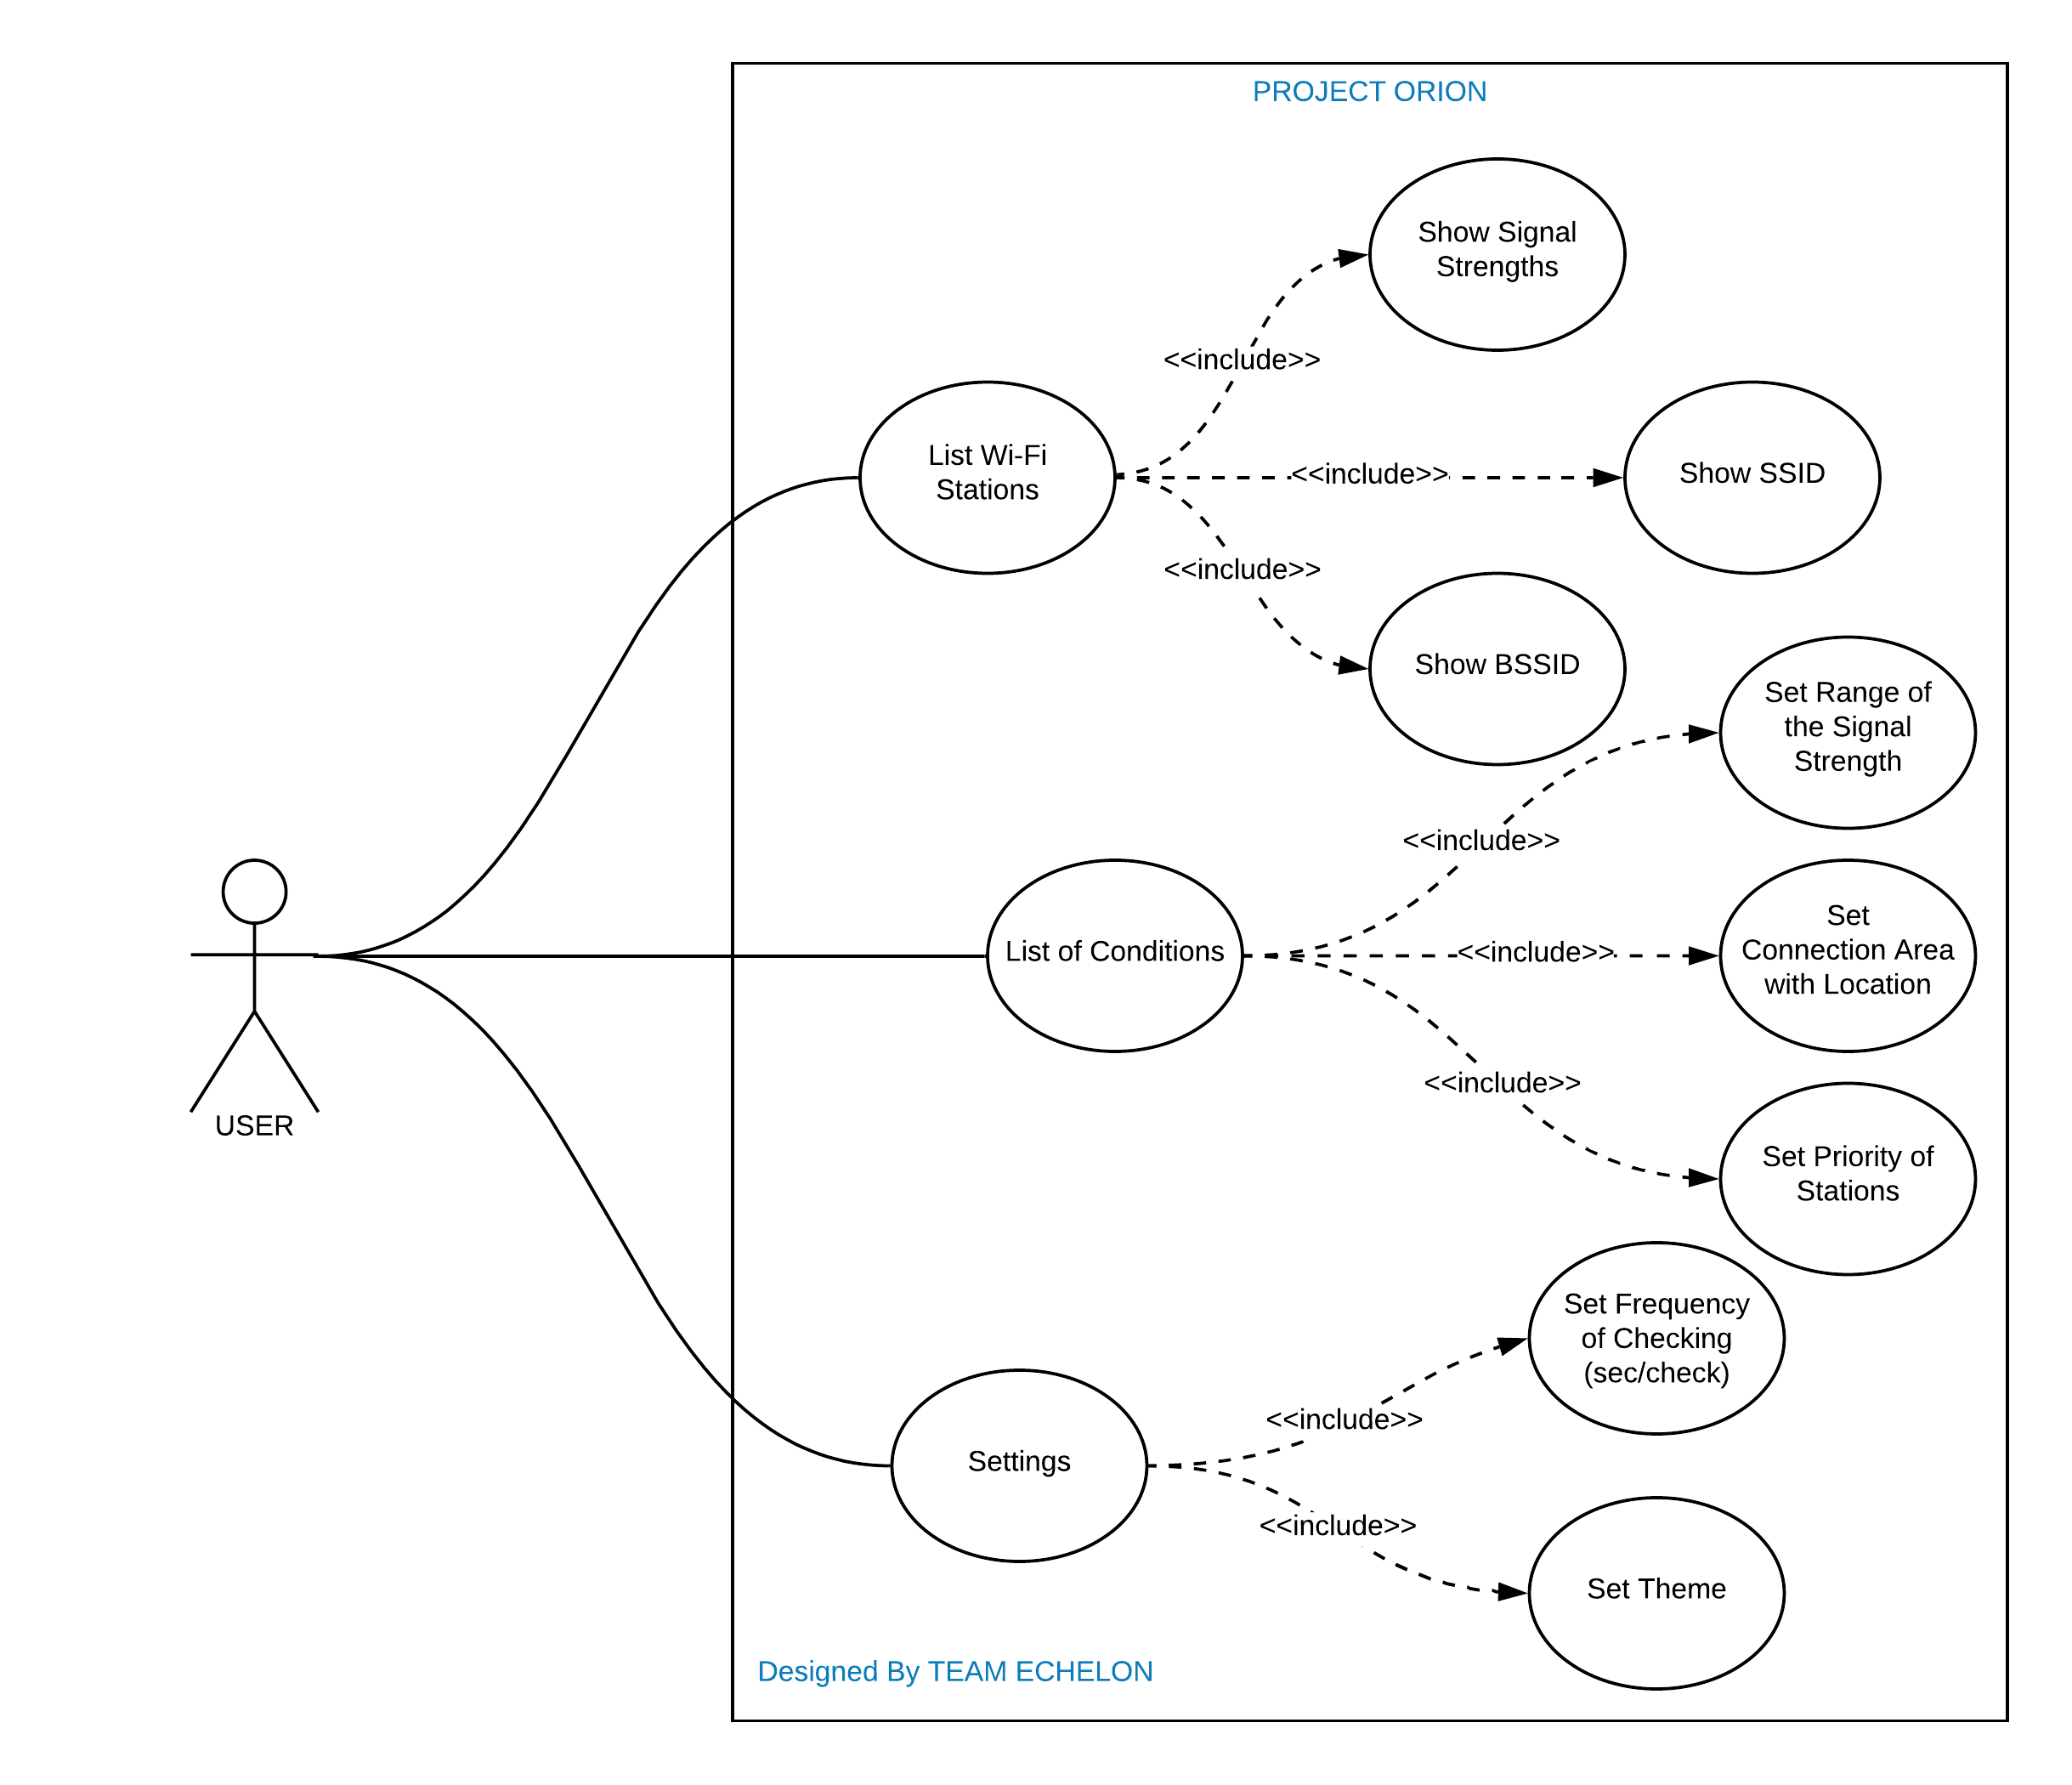 PROJECT ORION
Show Signal
Strengths
<<include>>
List Wi-Fi
Stations
<<include>>
Show SSID
<<include>>
Show BSSID
Set Range of
the Signal
Strength
<<include>>
List of Conditions
<<include>>
Set
Connection Area
with Location
<<include>>
USER
Set Priority of
Stations
Set Frequency
of Checking
(sec/check)
<<include>>
Settings
<<include>>
Set Theme
Designed By TEAM ECHELON